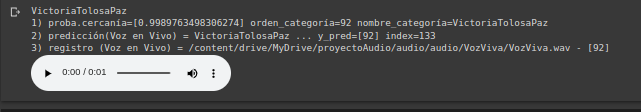 VictoriaTolosaPaz
1) proba.cercanía=[0.9989763498306274] orden_categoría=92 nombre_categoría=VictoriaTolosaPaz
2) predicción(Voz en Vivo) = VictoriaTolosaPaz ... y_pred=[92] index=133
3) registro (Voz en Vivo) = /content/drive/MyDrive/proyectoAudio/audio/audio/VozViva/VozViva.wav - [92]
0:00 / 0:01